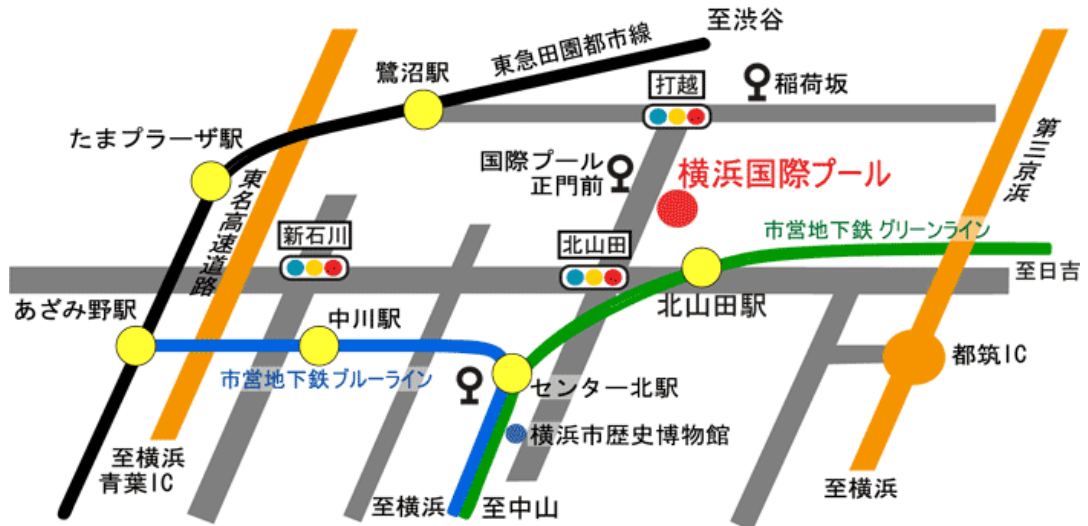 至渋谷
東急田園都市線
鷺沼駅
打越
稲荷坂
たまプラーザ駅
国際プール
正門前
横浜国際プール
第三京浜
東名高速道路
新石川
北山田
市営地下鉄 グリーンライン
至日吉
あざみ野駅
中川駅
北山田駅
都筑IC
市営地下鉄ブルーライン
センター北駅
横浜市歴史博物館
至横浜
青葉IC
至横浜
至中山
至横浜